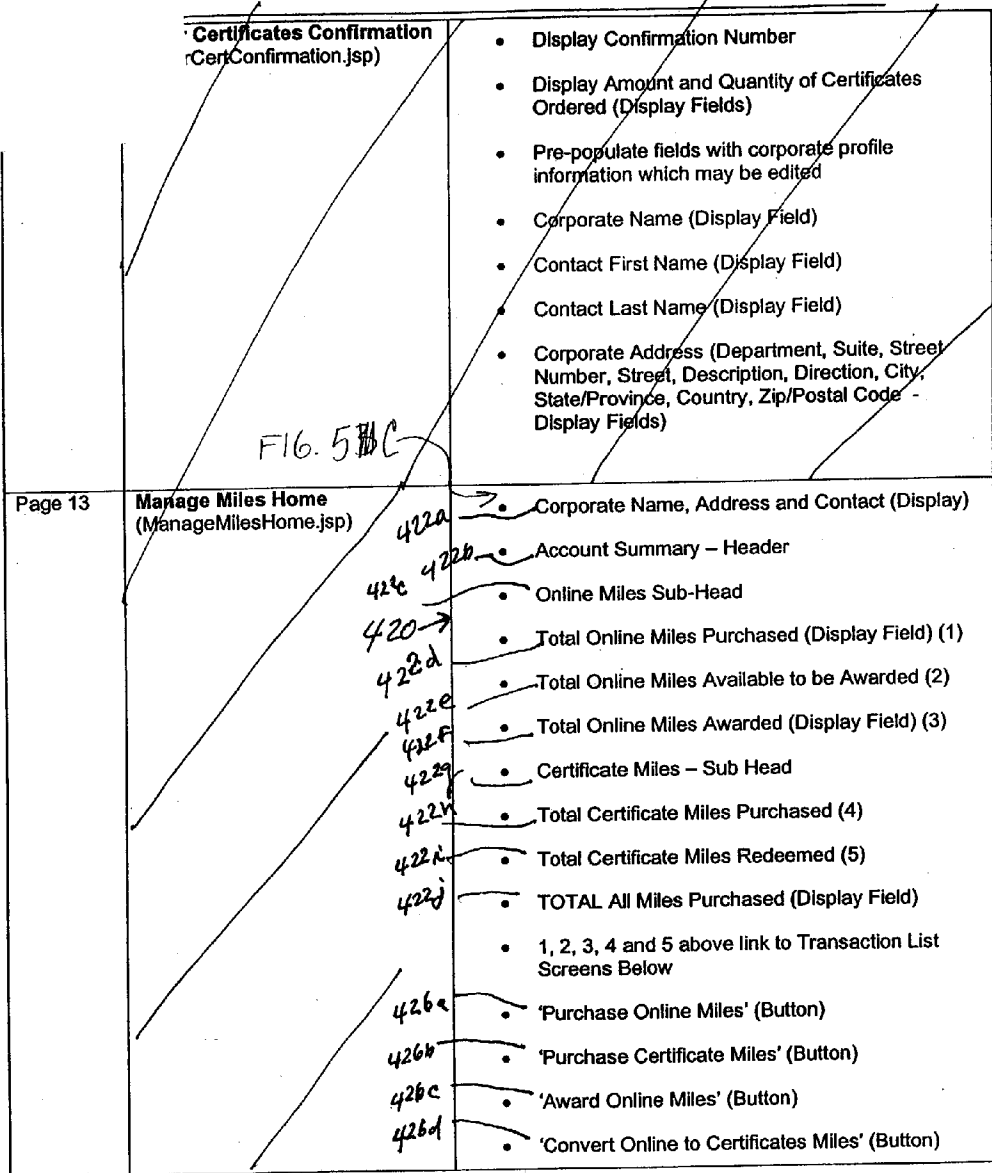 Certificates Confirmation
rCertConfirmation.jsp)
• Display Confirmation Number
• Display Amount and Quantity of Certificates
Ordered (Display Fields)
• Pre-populate fields with corporate profile
information which may be edited
• Corporate Name (Display Field)
• Contact First Name (Display Field)
• Contact Last Name (Display Field)
• Corporate Address (Department, Suite, Street
Number, Street, Description, Direction, City,
State/Province, Country, Zip/Postal Code -
Display Fields)
FIG. 5 C
Page 13
Manage Miles Home
(ManageMilesHome.jsp)
422a • Corporate Name, Address and Contact (Display)
422b • Account Summary – Header
422c • Online Miles Sub-Head
420
422d • Total Online Miles Purchased (Display Field) (1)
422e • Total Online Miles Available to be Awarded (2)
422f • Total Online Miles Awarded (Display Field) (3)
422g • Certificate Miles – Sub Head
422h • Total Certificate Miles Purchased (4)
422i • Total Certificate Miles Redeemed (5)
422j • TOTAL All Miles Purchased (Display Field)
• 1, 2, 3, 4 and 5 above link to Transaction List
Screens Below
426a • 'Purchase Online Miles' (Button)
426b • 'Purchase Certificate Miles' (Button)
426c • 'Award Online Miles' (Button)
426d • 'Convert Online to Certificates Miles' (Button)